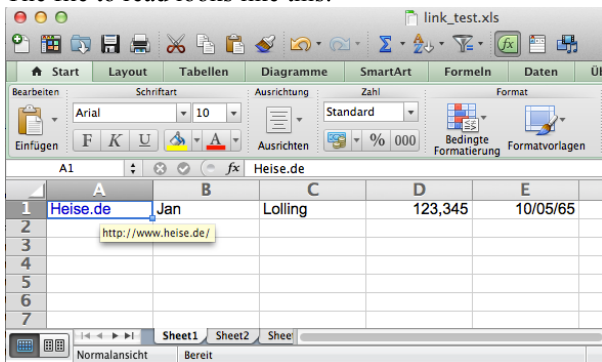 The file to read looks like this:
link_test.xls
Start Layout Tabellen Diagramme SmartArt Formeln Daten Ül
Bearbeiten Schriftart Ausrichtung Zahl Format
Arial 10 Standard
Einfügen F K U A Ausrichten % 000 Bedingte Formatierung Formatvorlagen
A1 fx Heise.de
A B C D E
1 Heise.de Jan Lolling 123,345 10/05/65
2 http://www.heise.de/
3
4
5
6
7
Sheet1 Sheet2 Shee
Normalansicht Bereit